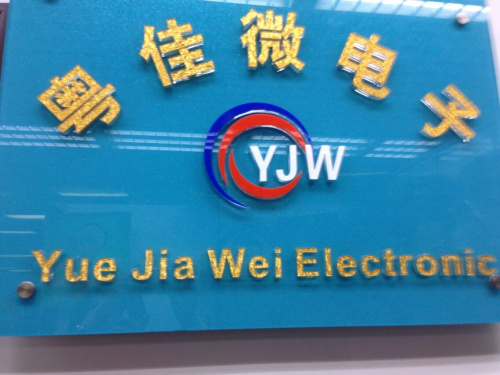 粤佳微电子
YJW
Yue Jia Wei Electronic